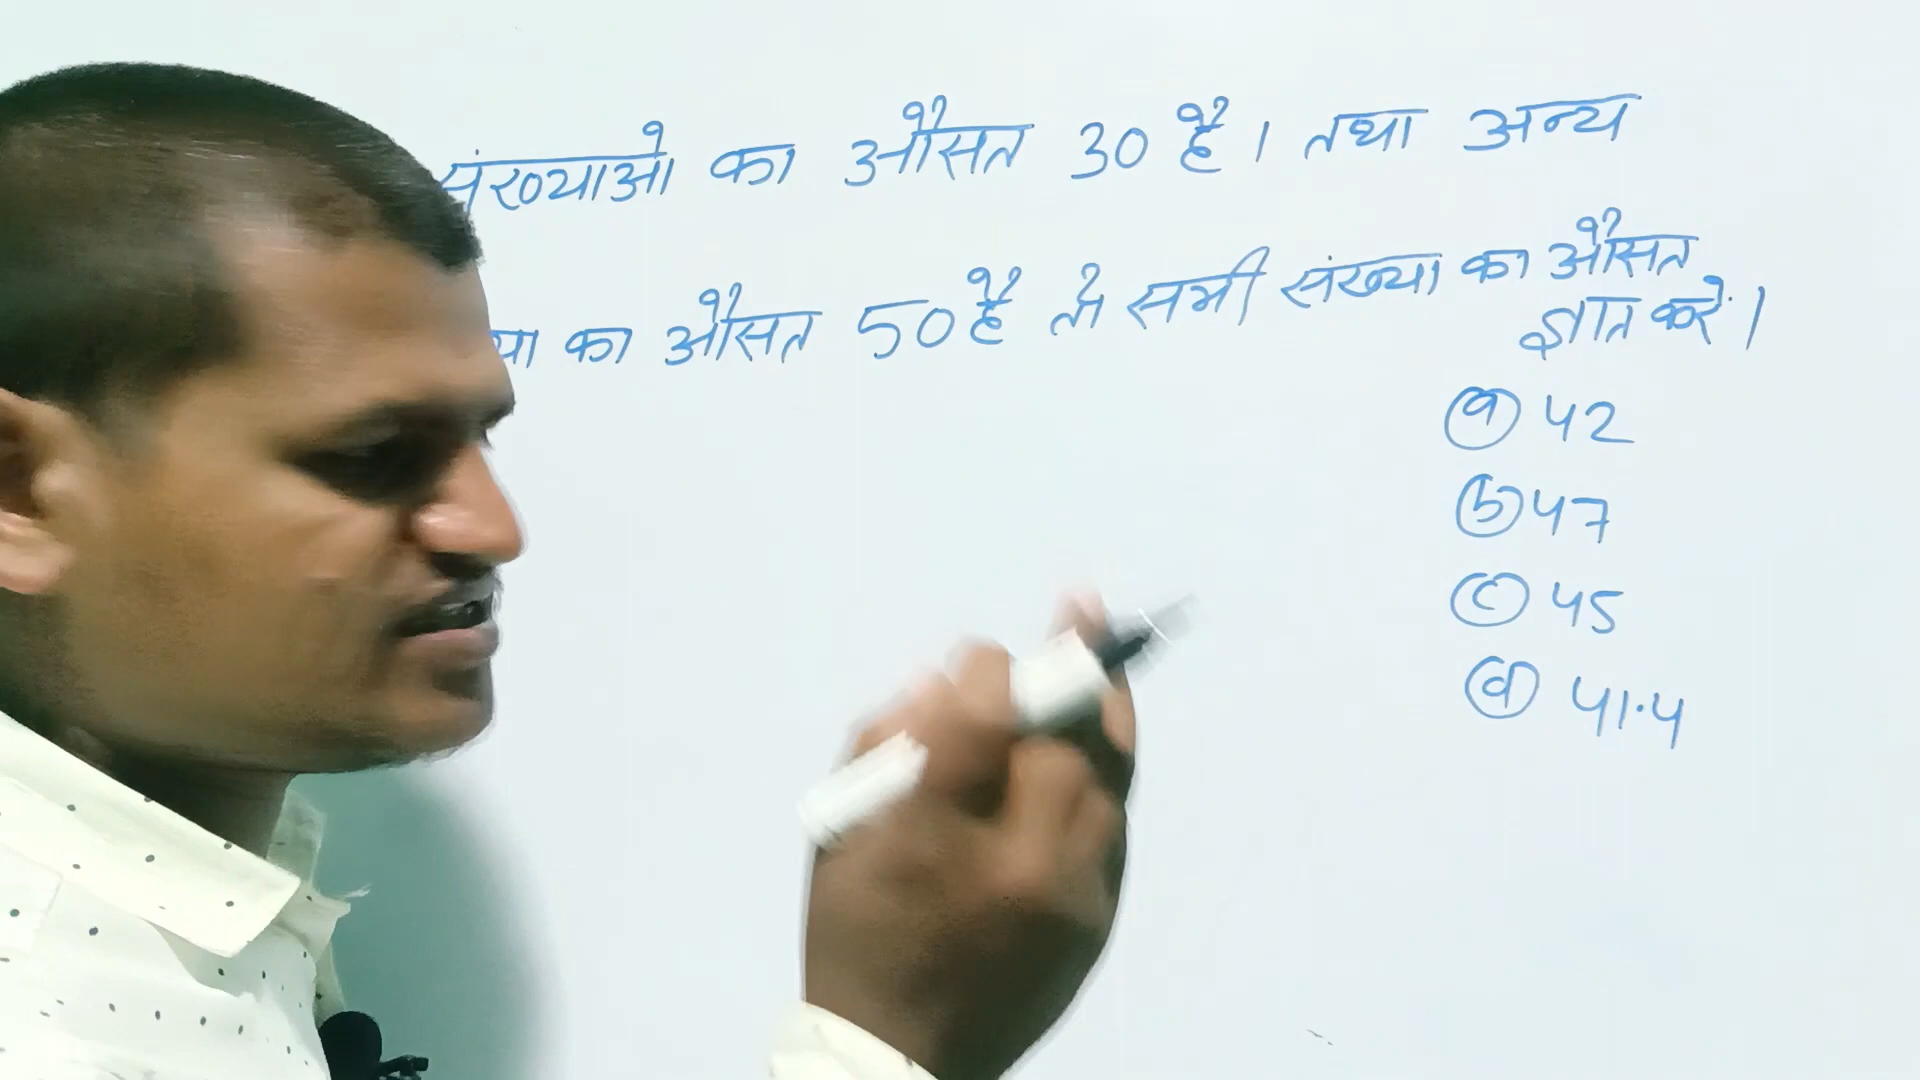 संख्याओ का औसत 30 है। तथा अन्य
का औसत 50 है तो सभी संख्या का औसत
ज्ञात करें।
(a) 42
(b) 47
(c) 45
(d) 41.4